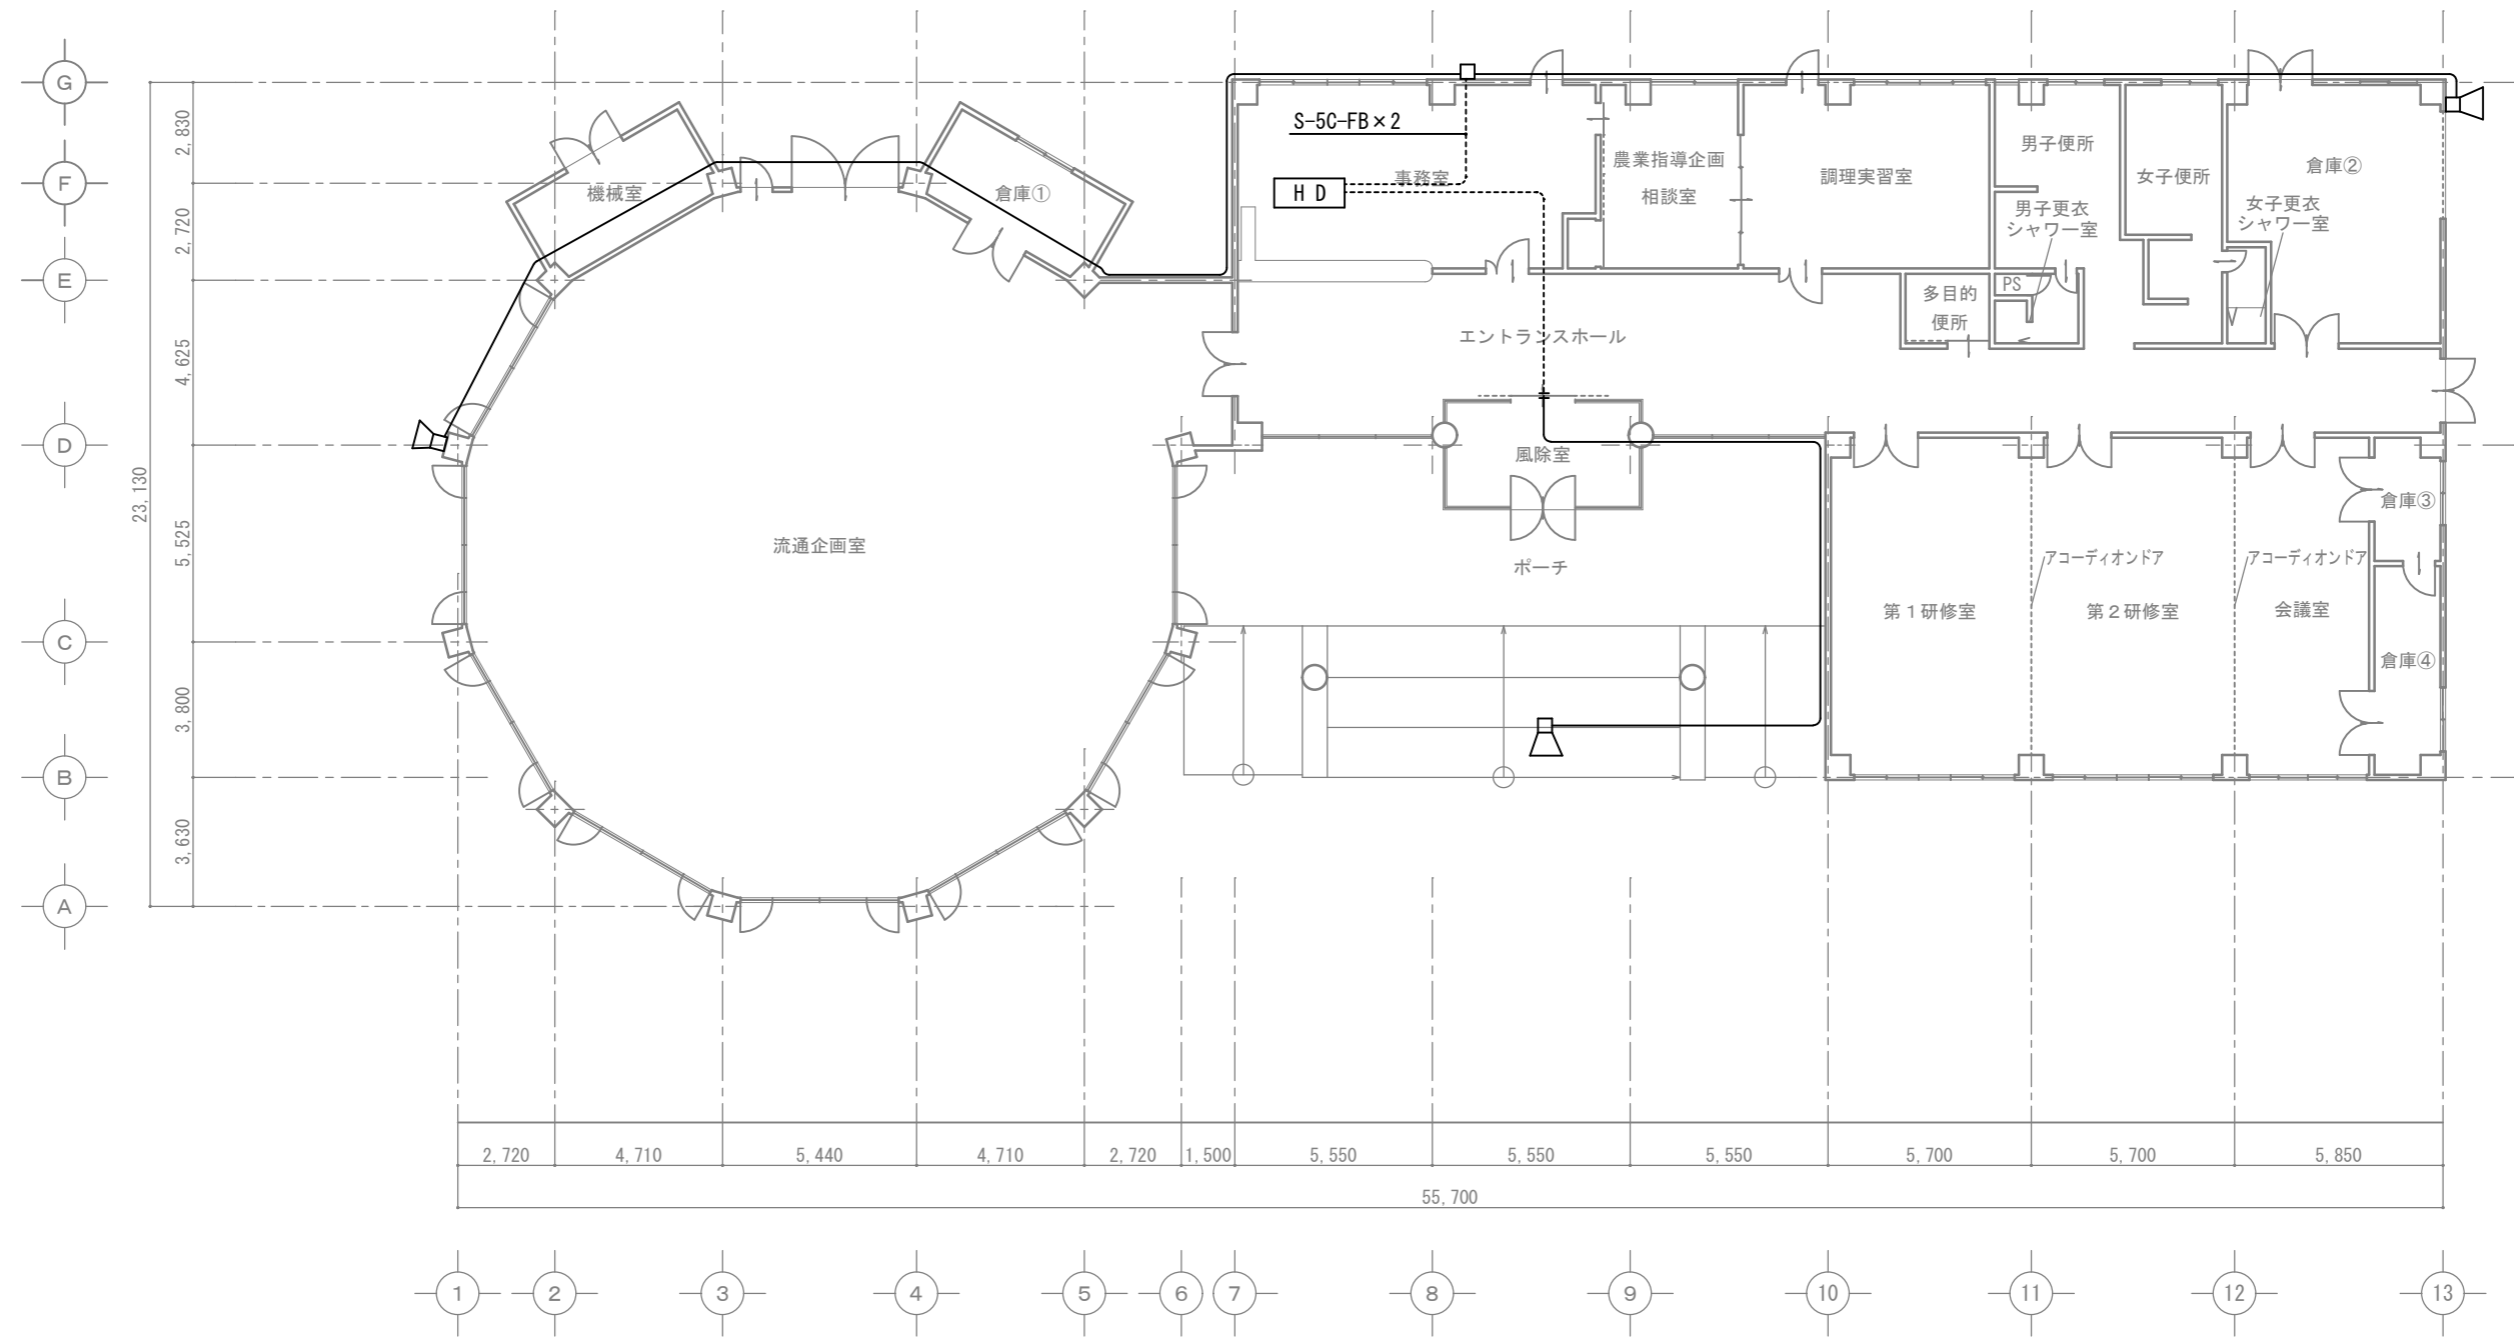 G
F
E
D
C
B
A
2,830
2,720
4,625
5,525
3,800
3,630
23,130
S-5C-FB×2
HD
事務室
機械室
倉庫①
農業指導企画
相談室
調理実習室
男子便所
女子便所
倉庫②
男子更衣
シャワー室
女子更衣
シャワー室
PS
多目的
便所
エントランスホール
風除室
ポーチ
流通企画室
第1研修室
アコーディオンドア
第2研修室
アコーディオンドア
会議室
倉庫③
倉庫④
2,720
4,710
5,440
4,710
2,720
1,500
5,550
5,550
5,550
5,700
5,700
5,850
55,700
1
2
3
4
5
6
7
8
9
10
11
12
13